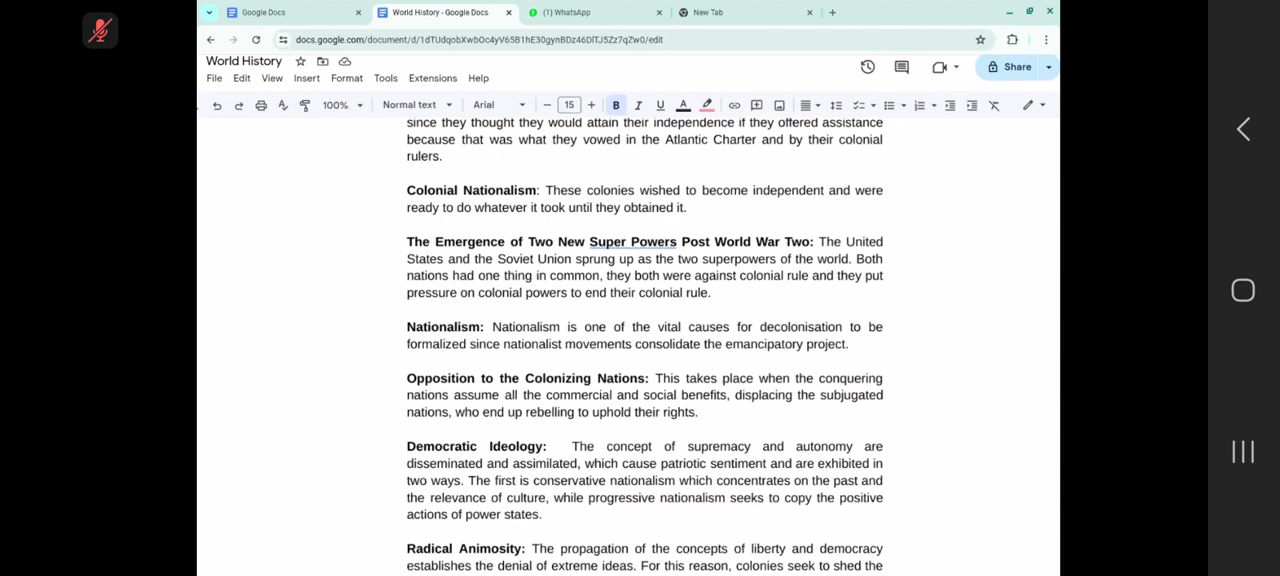 Google Docs
World History - Google Docs
(1) WhatsApp
New Tab
docs.google.com/document/d/1dTUdqobXwbOc4yV65B1hE30gynBDz46DlTJ5Zz7qZw0/edit
World History
Share
File Edit View Insert Format Tools Extensions Help
100% Normal text Arial 15 B I U A
since they thought they would attain their independence if they offered assistance
because that was what they vowed in the Atlantic Charter and by their colonial
rulers.
Colonial Nationalism: These colonies wished to become independent and were
ready to do whatever it took until they obtained it.
The Emergence of Two New Super Powers Post World War Two: The United
States and the Soviet Union sprung up as the two superpowers of the world. Both
nations had one thing in common, they both were against colonial rule and they put
pressure on colonial powers to end their colonial rule.
Nationalism: Nationalism is one of the vital causes for decolonisation to be
formalized since nationalist movements consolidate the emancipatory project.
Opposition to the Colonizing Nations: This takes place when the conquering
nations assume all the commercial and social benefits, displacing the subjugated
nations, who end up rebelling to uphold their rights.
Democratic Ideology: The concept of supremacy and autonomy are
disseminated and assimilated, which cause patriotic sentiment and are exhibited in
two ways. The first is conservative nationalism which concentrates on the past and
the relevance of culture, while progressive nationalism seeks to copy the positive
actions of power states.
Radical Animosity: The propagation of the concepts of liberty and democracy
establishes the denial of extreme ideas. For this reason, colonies seek to shed the